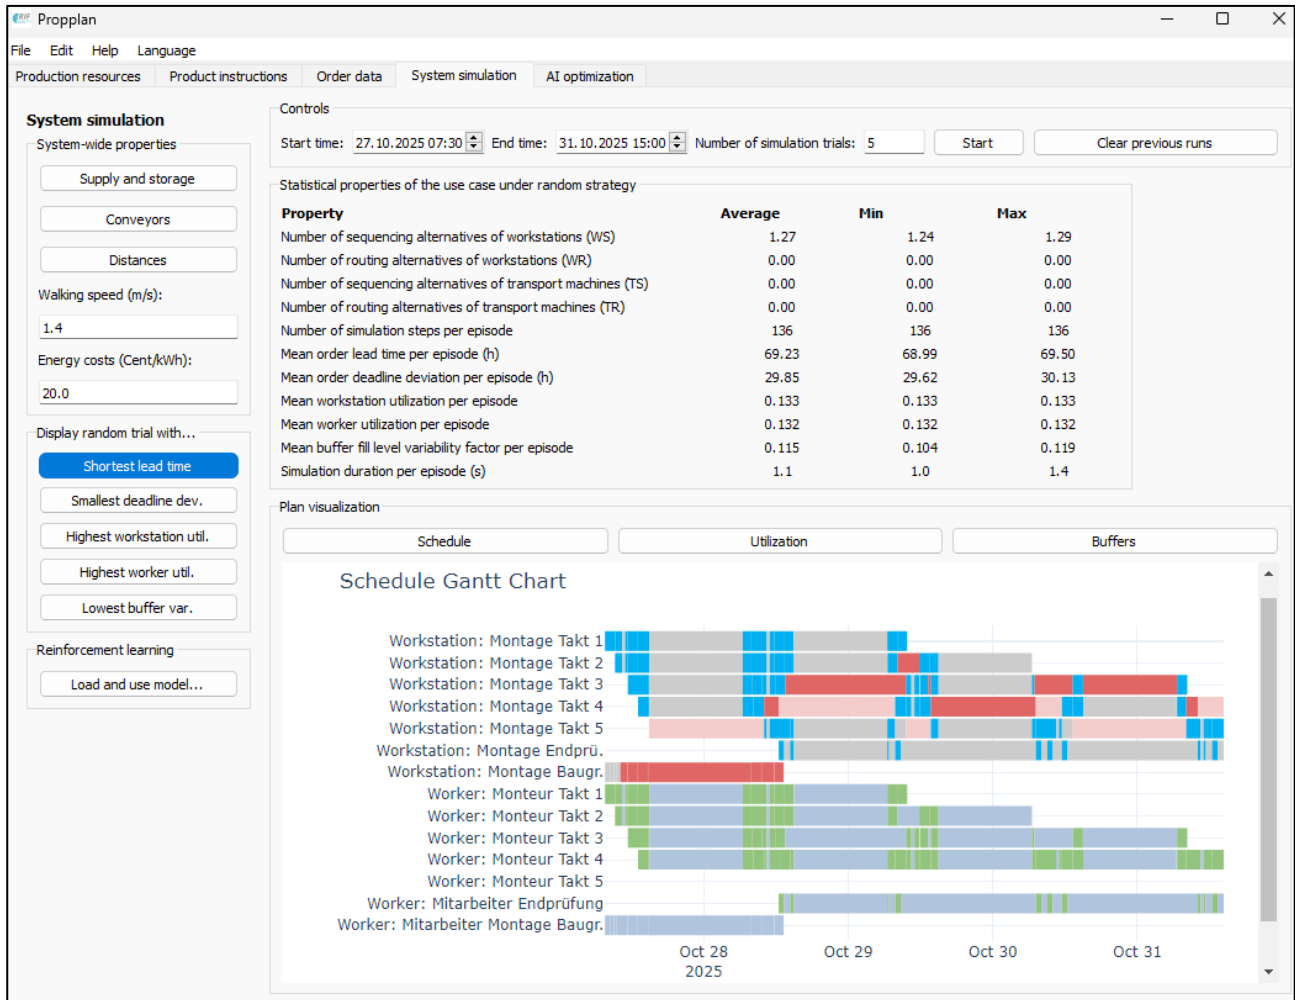 RIF Propplan
File Edit Help Language
Production resources Product instructions Order data System simulation AI optimization
System simulation
System-wide properties
Supply and storage
Conveyors
Distances
Walking speed (m/s):
1.4
Energy costs (Cent/kWh):
20.0
Display random trial with...
Shortest lead time
Smallest deadline dev.
Highest workstation util.
Highest worker util.
Lowest buffer var.
Reinforcement learning
Load and use model...
Controls
Start time: 27.10.2025 07:30 End time: 31.10.2025 15:00 Number of simulation trials: 5 Start Clear previous runs
Statistical properties of the use case under random strategy
Property Average Min Max
Number of sequencing alternatives of workstations (WS) 1.27 1.24 1.29
Number of routing alternatives of workstations (WR) 0.00 0.00 0.00
Number of sequencing alternatives of transport machines (TS) 0.00 0.00 0.00
Number of routing alternatives of transport machines (TR) 0.00 0.00 0.00
Number of simulation steps per episode 136 136 136
Mean order lead time per episode (h) 69.23 68.99 69.50
Mean order deadline deviation per episode (h) 29.85 29.62 30.13
Mean workstation utilization per episode 0.133 0.133 0.133
Mean worker utilization per episode 0.132 0.132 0.132
Mean buffer fill level variability factor per episode 0.115 0.104 0.119
Simulation duration per episode (s) 1.1 1.0 1.4
Plan visualization
Schedule Utilization Buffers
Schedule Gantt Chart
Workstation: Montage Takt 1
Workstation: Montage Takt 2
Workstation: Montage Takt 3
Workstation: Montage Takt 4
Workstation: Montage Takt 5
Workstation: Montage Endprü.
Workstation: Montage Baugr.
Worker: Monteur Takt 1
Worker: Monteur Takt 2
Worker: Monteur Takt 3
Worker: Monteur Takt 4
Worker: Monteur Takt 5
Worker: Mitarbeiter Endprüfung
Worker: Mitarbeiter Montage Baugr.
Oct 28 Oct 29 Oct 30 Oct 31
2025